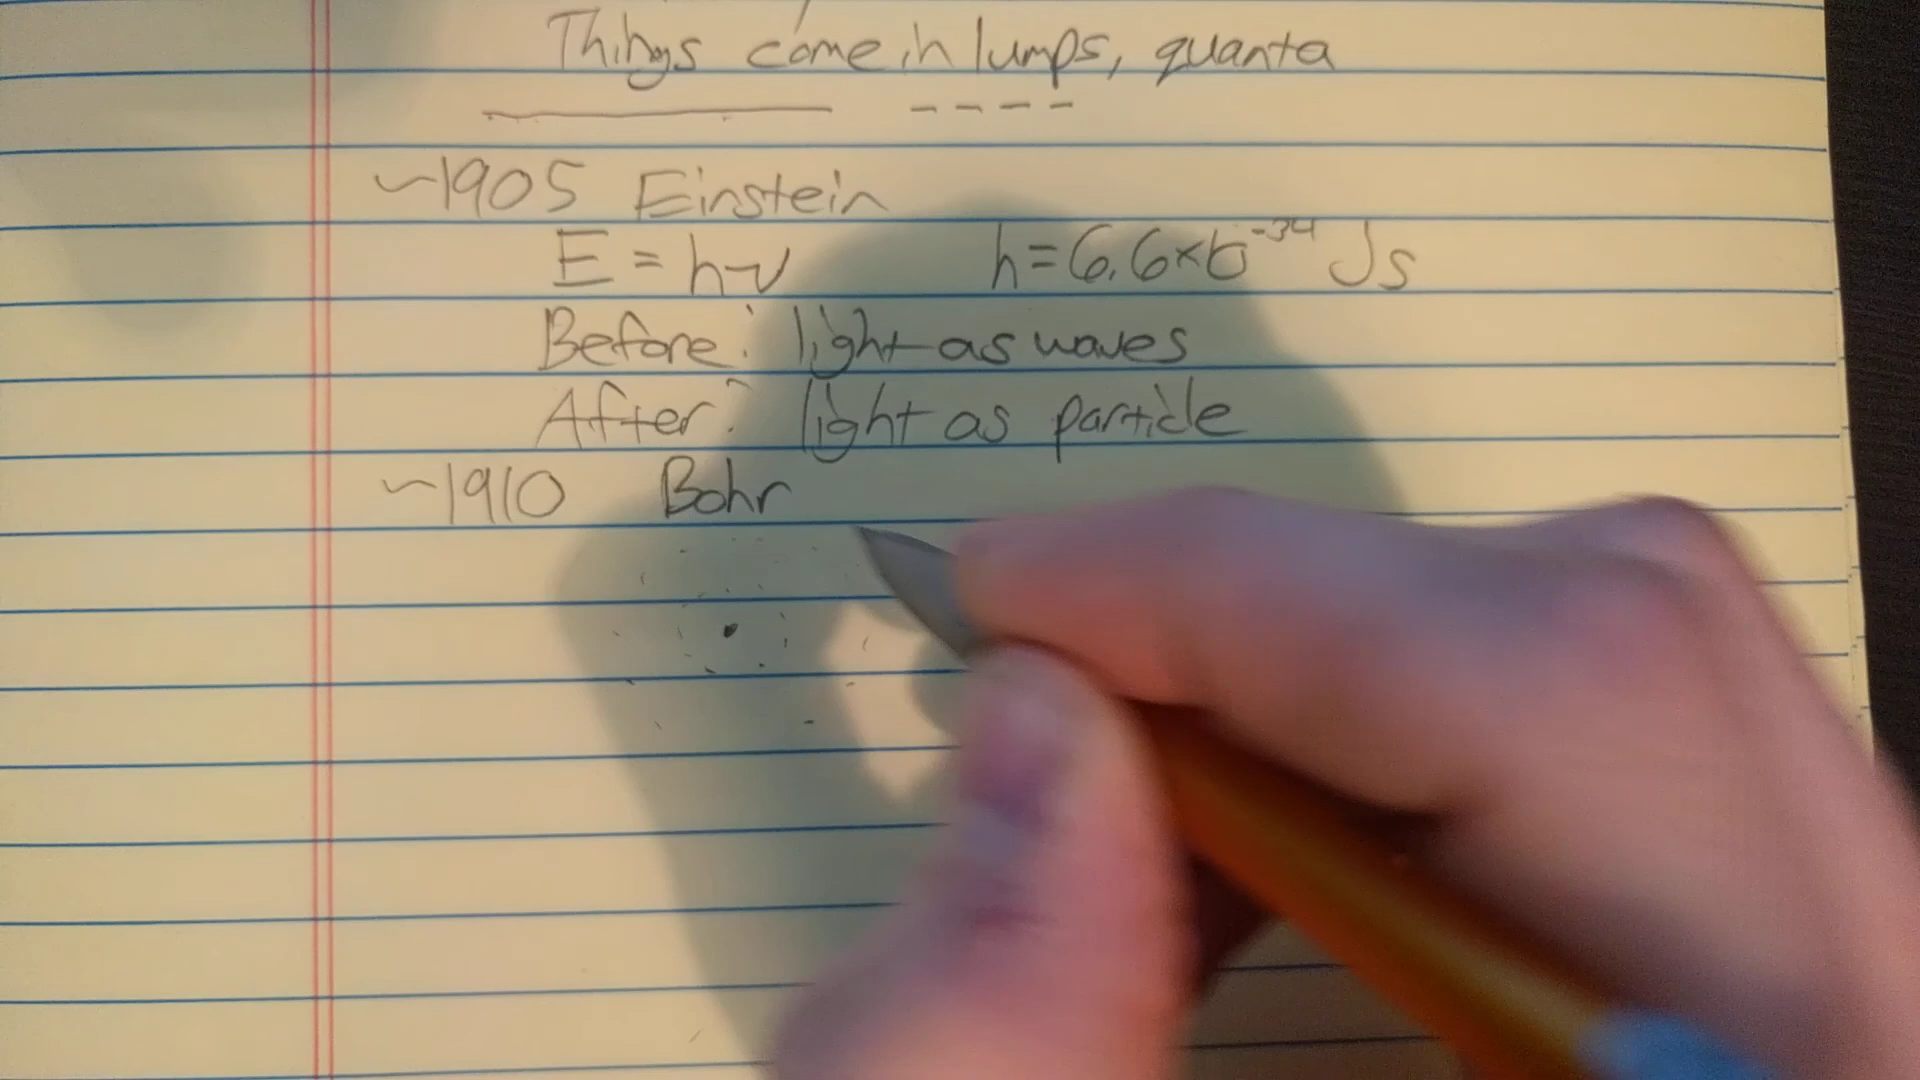 Things come in lumps, quanta
~1905 Einstein
E = hν h = 6.6×10⁻³⁴ Js
Before: light as waves
After: light as particle
~1910 Bohr